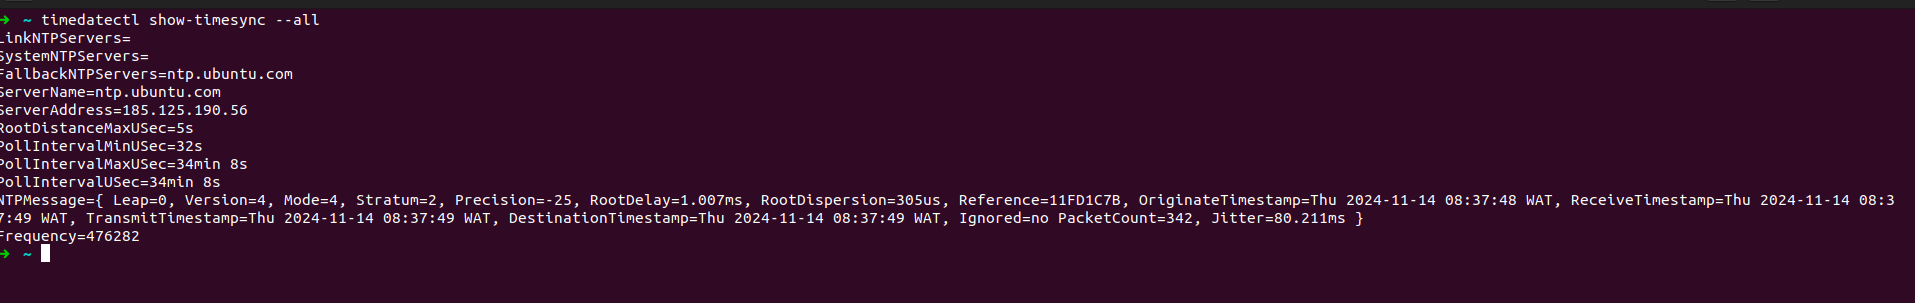 ➜ ~ timedatectl show-timesync --all
LinkNTPServers=
SystemNTPServers=
FallbackNTPServers=ntp.ubuntu.com
ServerName=ntp.ubuntu.com
ServerAddress=185.125.190.56
RootDistanceMaxUSec=5s
PollIntervalMinUSec=32s
PollIntervalMaxUSec=34min 8s
PollIntervalUSec=34min 8s
NTPMessage={ Leap=0, Version=4, Mode=4, Stratum=2, Precision=-25, RootDelay=1.007ms, RootDispersion=305us, Reference=11FD1C7B, OriginateTimestamp=Thu 2024-11-14 08:37:48 WAT, ReceiveTimestamp=Thu 2024-11-14 08:3
7:49 WAT, TransmitTimestamp=Thu 2024-11-14 08:37:49 WAT, DestinationTimestamp=Thu 2024-11-14 08:37:49 WAT, Ignored=no PacketCount=342, Jitter=80.211ms }
Frequency=476282
➜ ~